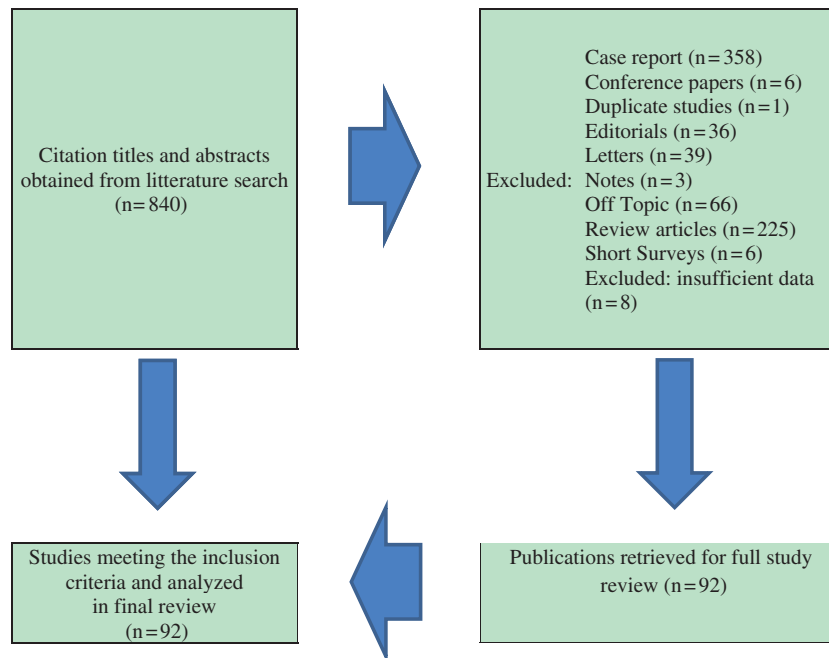 Citation titles and abstracts
obtained from litterature search
(n=840)
Excluded:
Case report (n=358)
Conference papers (n=6)
Duplicate studies (n=1)
Editorials (n=36)
Letters (n=39)
Notes (n=3)
Off Topic (n=66)
Review articles (n=225)
Short Surveys (n=6)
Excluded: insufficient data
(n=8)
Studies meeting the inclusion
criteria and analyzed
in final review
(n=92)
Publications retrieved for full study
review (n=92)